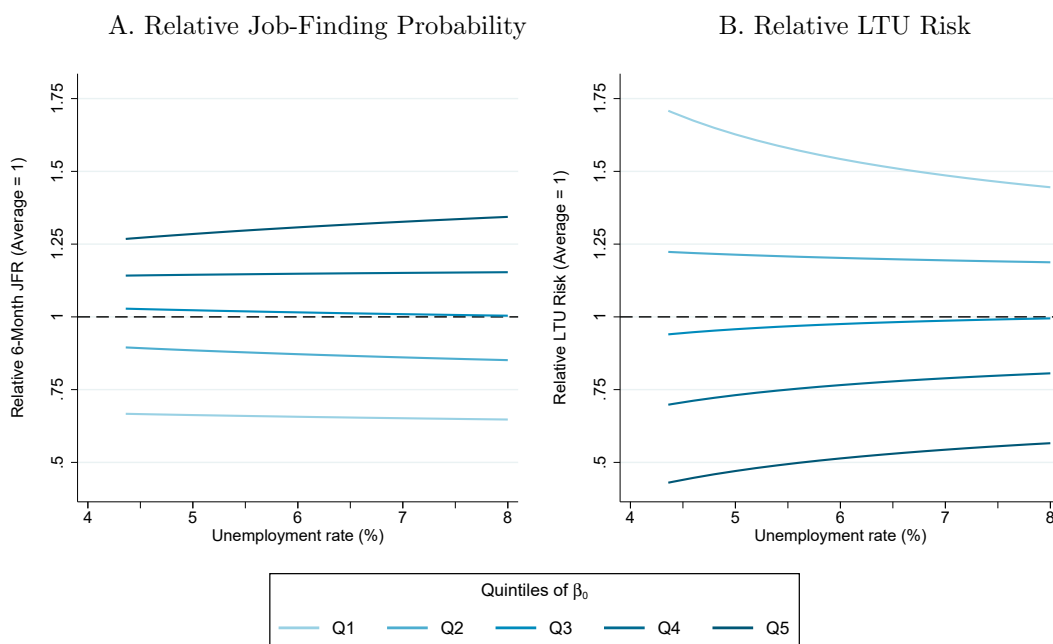 A. Relative Job-Finding Probability
Relative 6-Month JFR (Average = 1)
1.75
1.5
1.25
1
.75
.5
4 5 6 7 8
Unemployment rate (%)
B. Relative LTU Risk
Relative LTU Risk (Average = 1)
1.75
1.5
1.25
1
.75
.5
4 5 6 7 8
Unemployment rate (%)
Quintiles of β₀
Q1 Q2 Q3 Q4 Q5